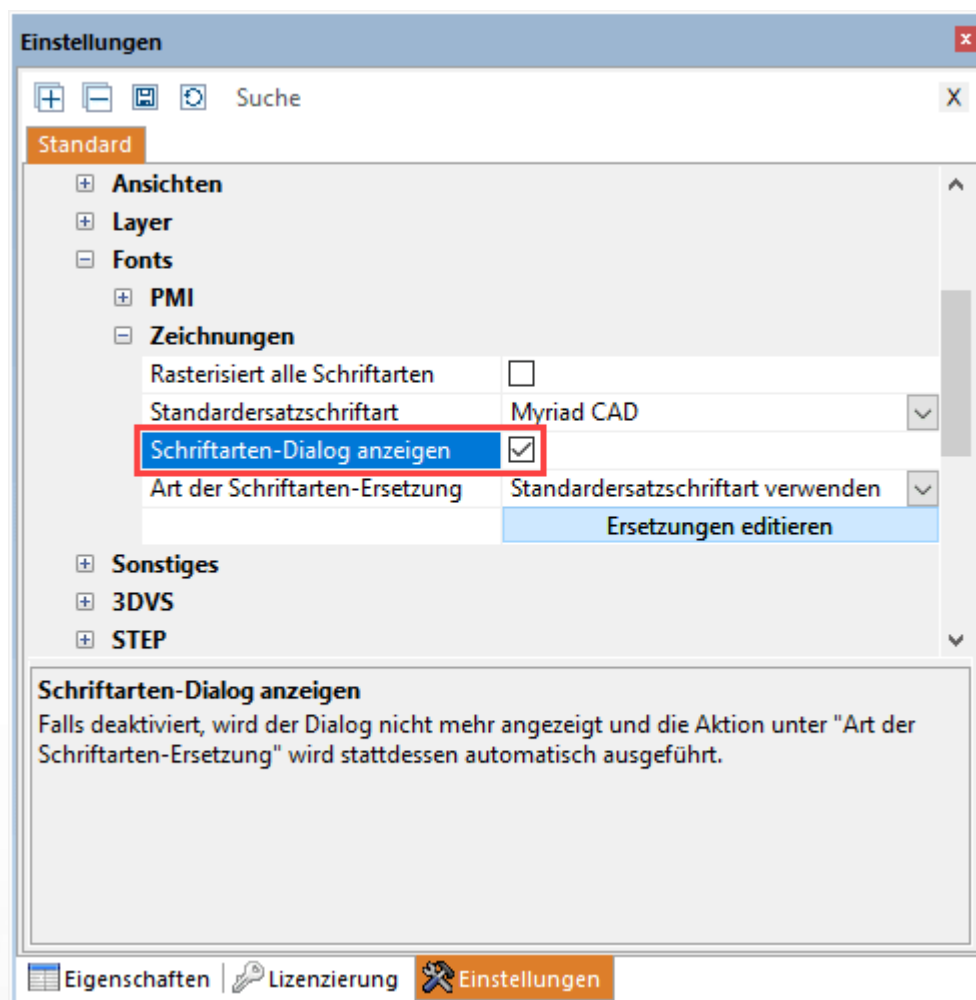 Einstellungen
x
Suche
X
Standard
Ansichten
Layer
Fonts
PMI
Zeichnungen
Rasterisiert alle Schriftarten
Standardersatzschriftart Myriad CAD
Schriftarten-Dialog anzeigen
Art der Schriftarten-Ersetzung Standardersatzschriftart verwenden
Ersetzungen editieren
Sonstiges
3DVS
STEP
Schriftarten-Dialog anzeigen
Falls deaktiviert, wird der Dialog nicht mehr angezeigt und die Aktion unter "Art der
Schriftarten-Ersetzung" wird stattdessen automatisch ausgeführt.
Eigenschaften Lizenzierung Einstellungen